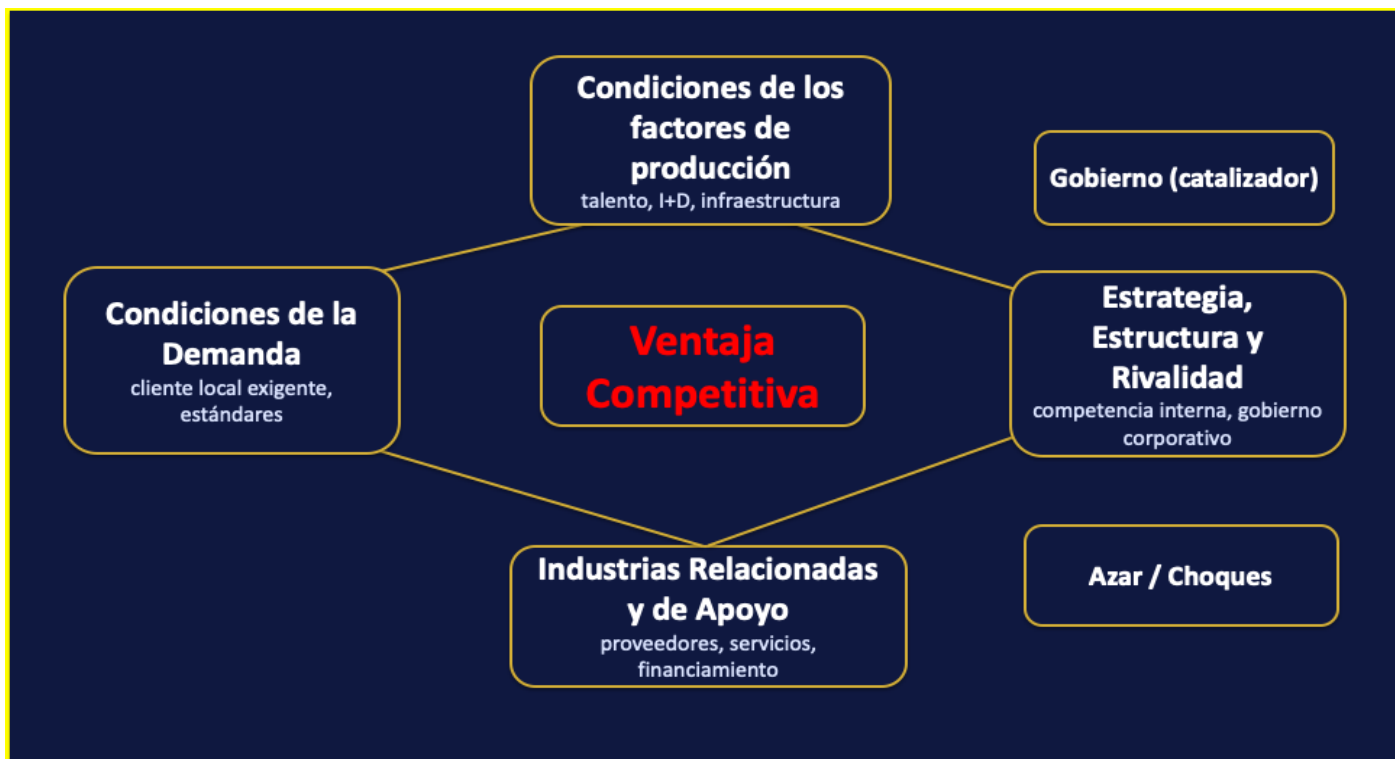 Condiciones de los
factores de
producción
talento, I+D, infraestructura
Gobierno (catalizador)
Condiciones de la
Demanda
cliente local exigente,
estándares
Ventaja
Competitiva
Estrategia,
Estructura y
Rivalidad
competencia interna, gobierno
corporativo
Industrias Relacionadas
y de Apoyo
proveedores, servicios,
financiamiento
Azar / Choques